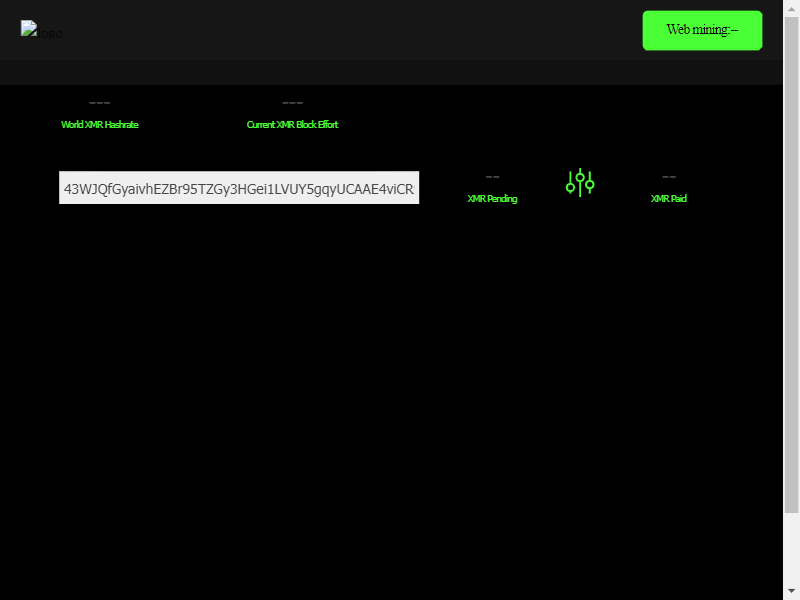 logo
Web mining:--
---
---
World XMR Hashrate
Current XMR Block Effort
43WJQfGyaivhEZBr95TZGy3HGei1LVUY5gqyUCAAE4viCR
--
--
XMR Pending
XMR Paid